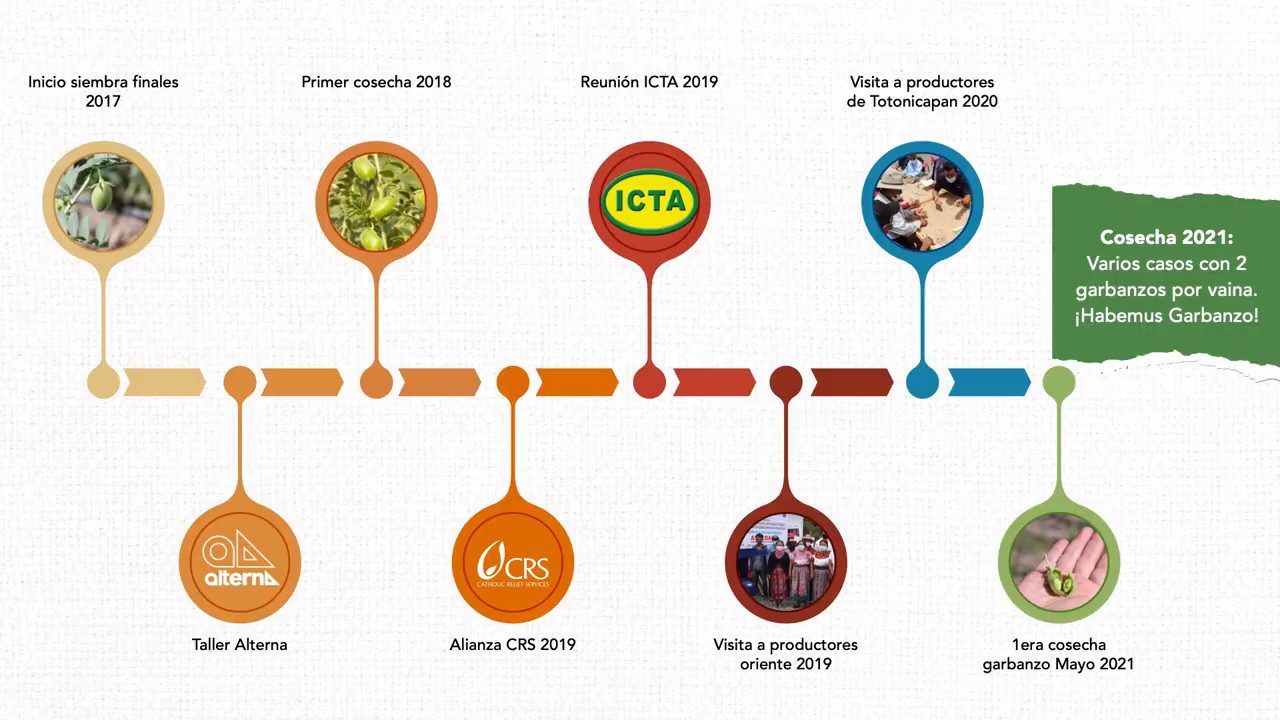 Inicio siembra finales
2017
Primer cosecha 2018
Reunión ICTA 2019
Visita a productores
de Totonicapan 2020
ICTA
Cosecha 2021:
Varios casos con 2
garbanzos por vaina.
¡Habemus Garbanzo!
alterna
CRS
CATHOLIC RELIEF SERVICES
Taller Alterna
Alianza CRS 2019
Visita a productores
oriente 2019
1era cosecha
garbanzo Mayo 2021